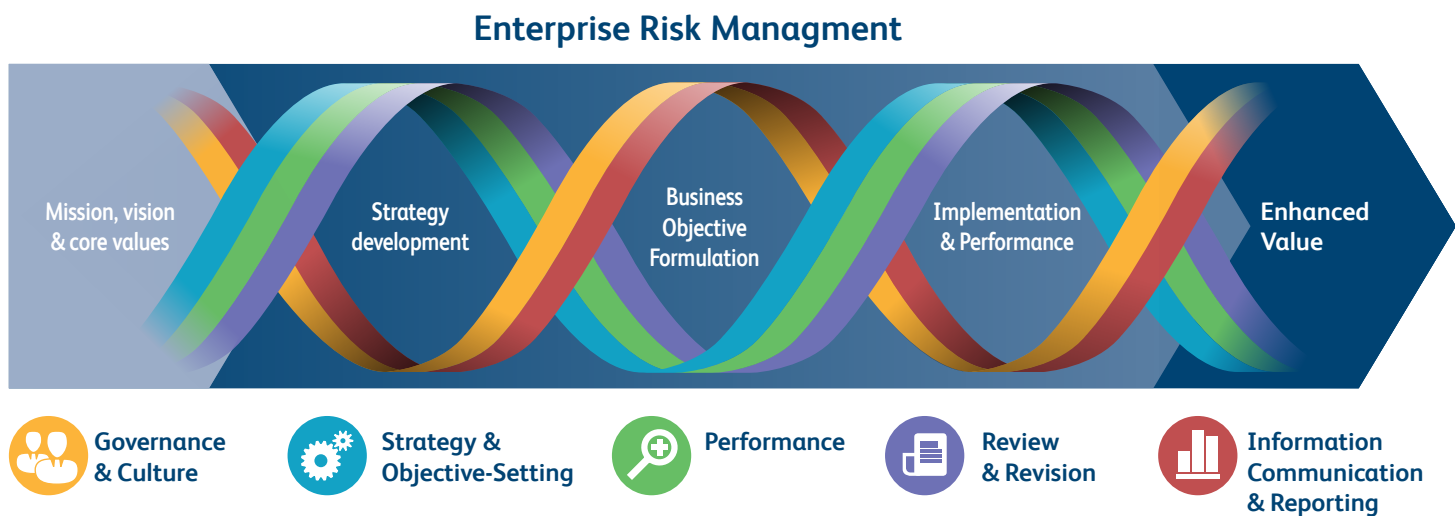 Enterprise Risk Managment
Mission, vision
& core values
Strategy
development
Business
Objective
Formulation
Implementation
& Performance
Enhanced
Value
Governance
& Culture
Strategy &
Objective-Setting
Performance
Review
& Revision
Information
Communication
& Reporting